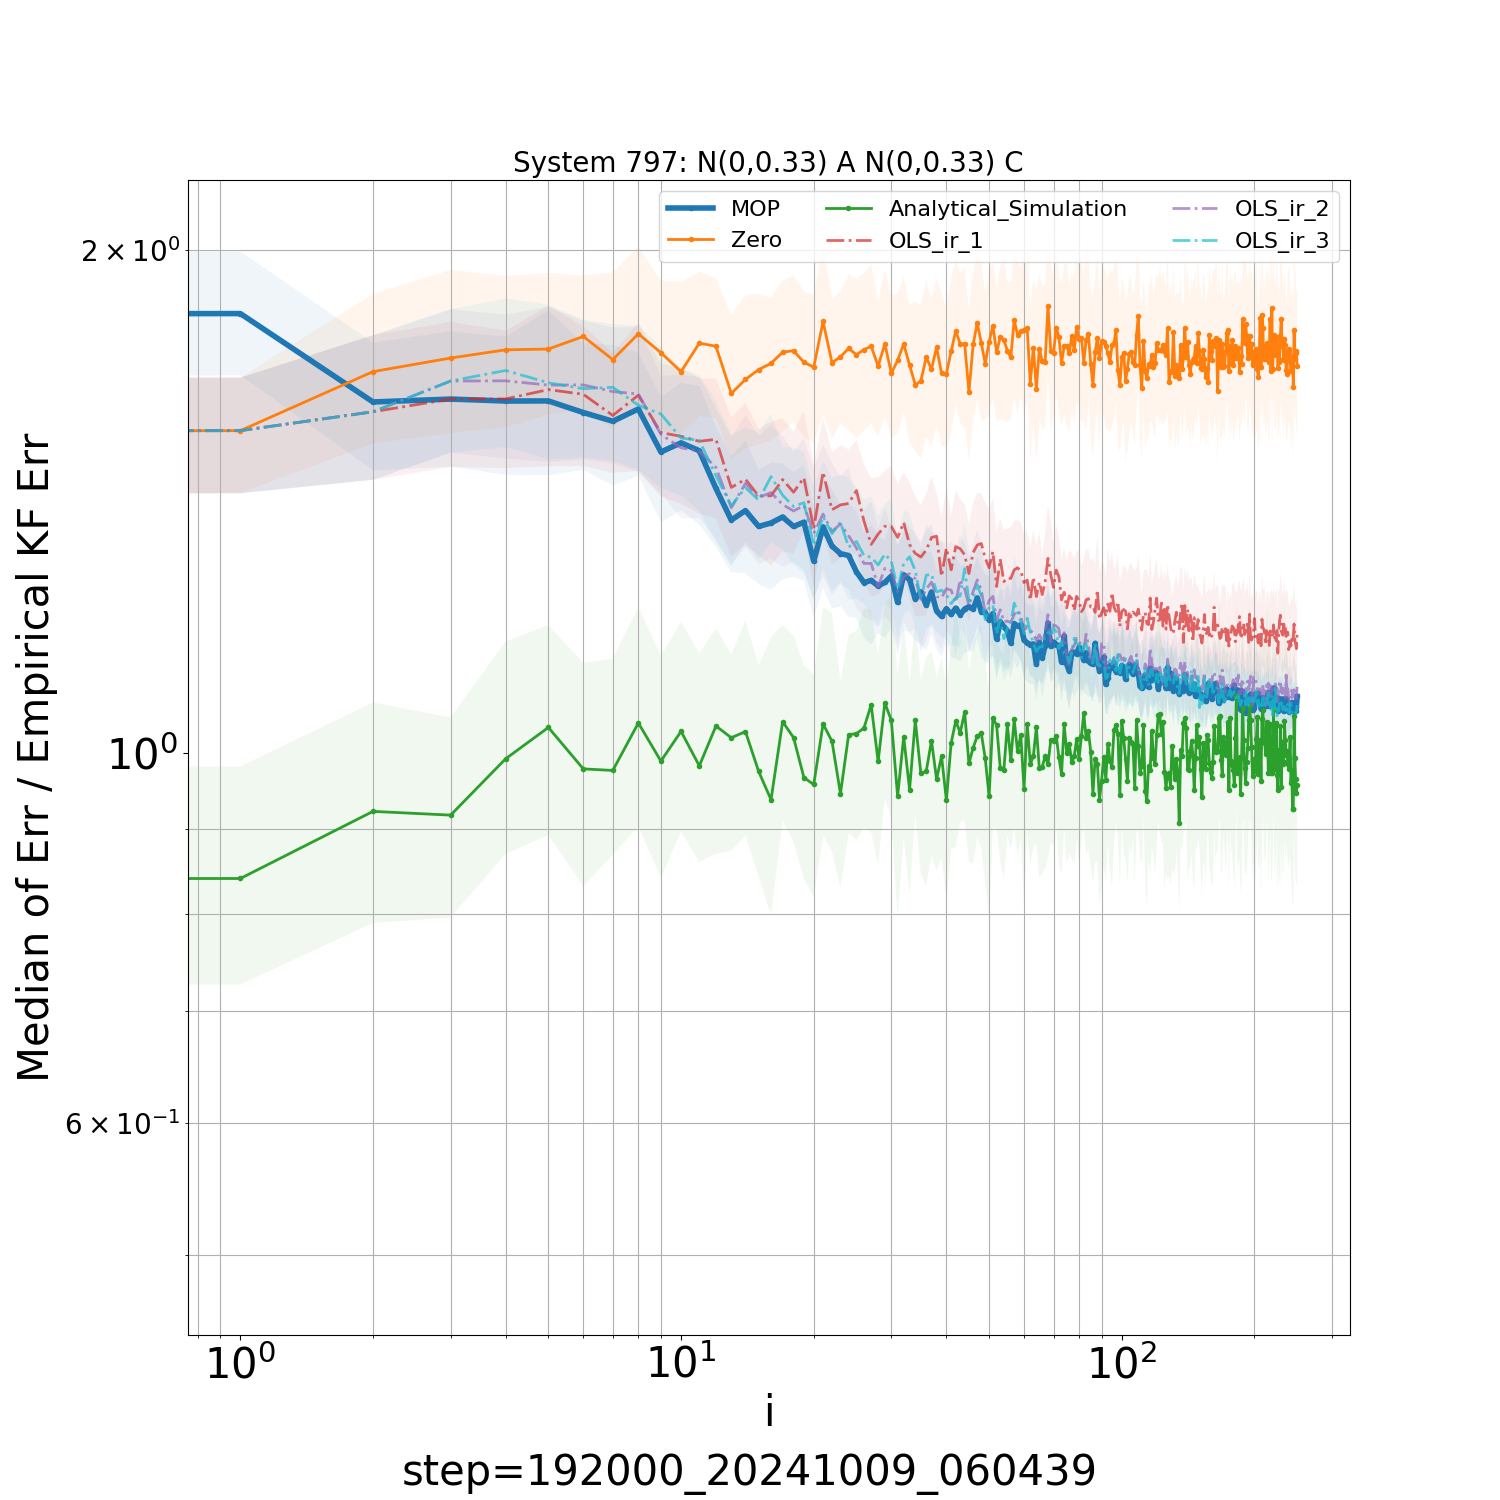 System 797: N(0,0.33) A N(0,0.33) C
MOP
Zero
Analytical_Simulation
OLS_ir_1
OLS_ir_2
OLS_ir_3
Median of Err / Empirical KF Err
2 × 10⁰
10⁰
6 × 10⁻¹
10⁰
10¹
10²
i
step=192000_20241009_060439